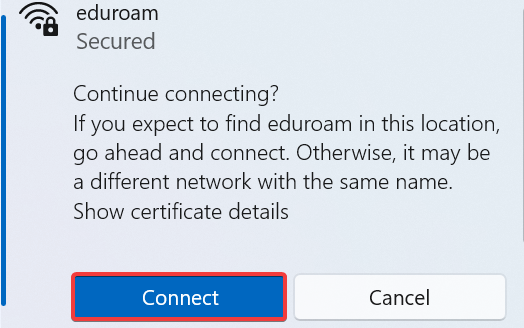 eduroam
Secured
Continue connecting?
If you expect to find eduroam in this location,
go ahead and connect. Otherwise, it may be
a different network with the same name.
Show certificate details
Connect
Cancel